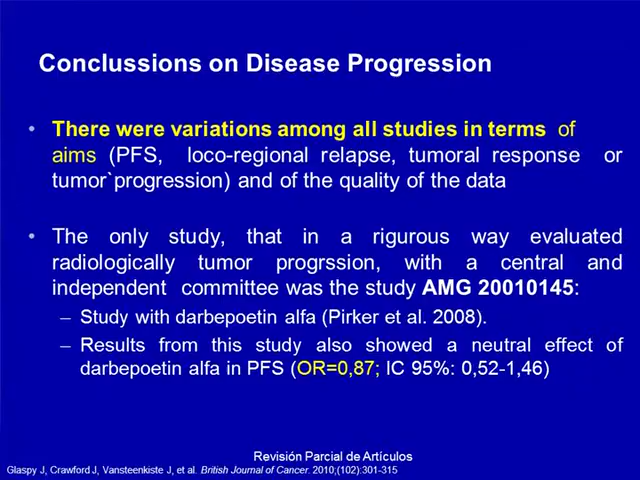 Conclussions on Disease Progression
• There were variations among all studies in terms of
aims (PFS, loco-regional relapse, tumoral response or
tumor`progression) and of the quality of the data
• The only study, that in a rigurous way evaluated
radiologically tumor progrssion, with a central and
independent committee was the study AMG 20010145:
– Study with darbepoetin alfa (Pirker et al. 2008).
– Results from this study also showed a neutral effect of
darbepoetin alfa in PFS (OR=0,87; IC 95%: 0,52-1,46)
Revisión Parcial de Artículos
Glaspy J, Crawford J, Vansteenkiste J, et al. British Journal of Cancer. 2010;(102):301-315